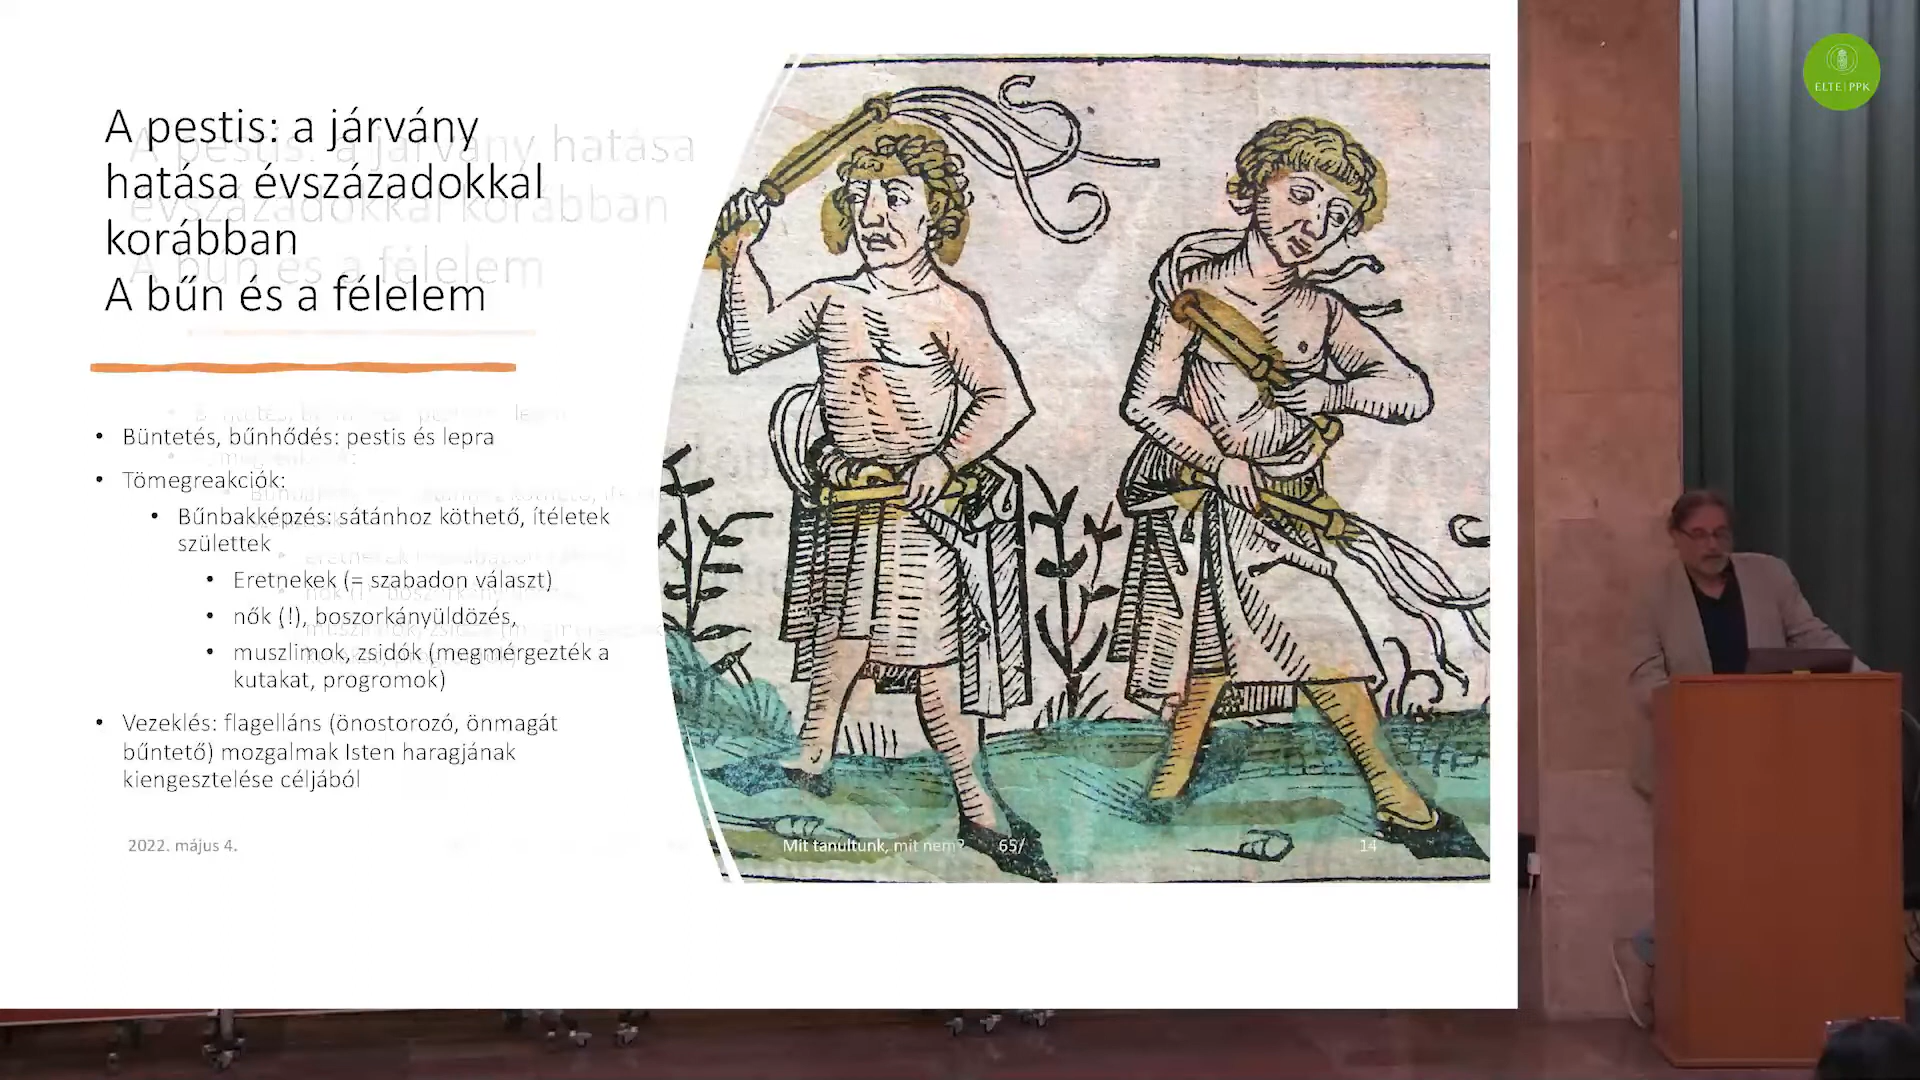 A pestis: a járvány
hatása évszázadokkal
korábban
A bűn és a félelem
• Büntetés, bűnhődés: pestis és lepra
• Tömegreakciók:
• Bűnbakképzés: sátánhoz köthető, ítéletek
születtek
• Eretnekek (= szabadon választ)
• nők (!), boszorkányüldözés,
• muszlimok, zsidók (megmérgezték a
kutakat, progromok)
• Vezeklés: flagelláns (önostorozó, önmagát
bűntető) mozgalmak Isten haragjának
kiengesztelése céljából
2022. május 4.
Mit tanultunk, mit nem?
65/
14
ELTE | PPK